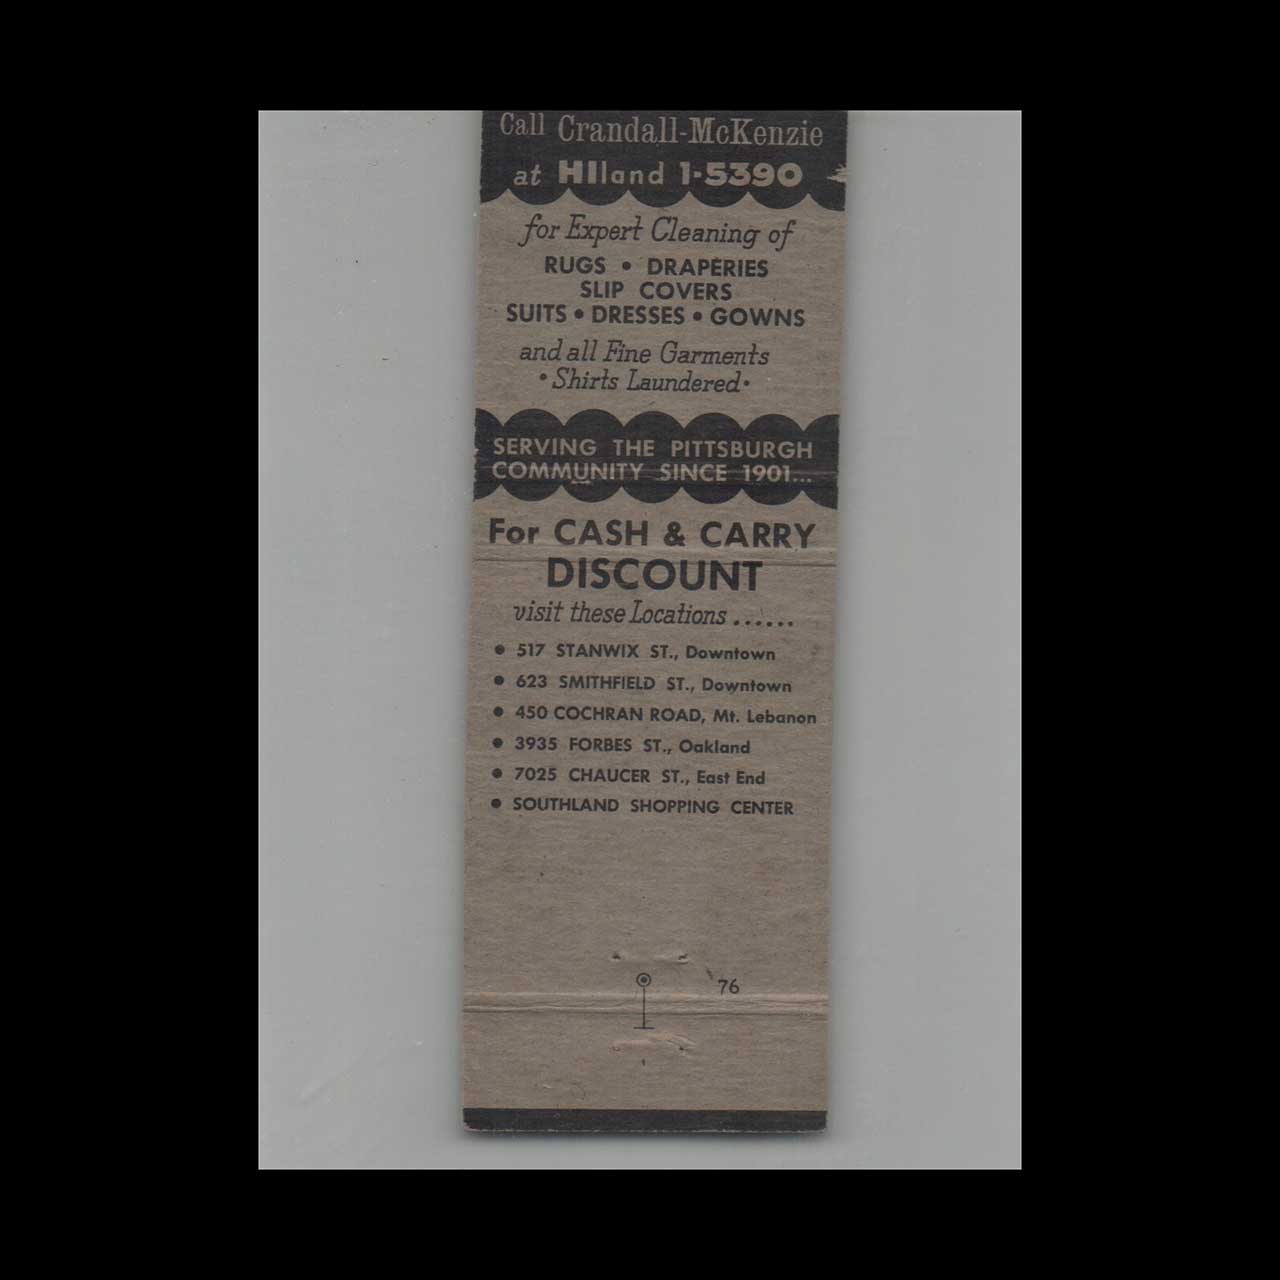 Call Crandall-McKenzie
at HIland 1-5390
for Expert Cleaning of
RUGS • DRAPERIES
SLIP COVERS
SUITS • DRESSES • GOWNS
and all Fine Garments
• Shirts Laundered •
SERVING THE PITTSBURGH
COMMUNITY SINCE 1901...
For CASH & CARRY
DISCOUNT
visit these Locations ......
• 517 STANWIX ST., Downtown
• 623 SMITHFIELD ST., Downtown
• 450 COCHRAN ROAD, Mt. Lebanon
• 3935 FORBES ST., Oakland
• 7025 CHAUCER ST., East End
• SOUTHLAND SHOPPING CENTER
76